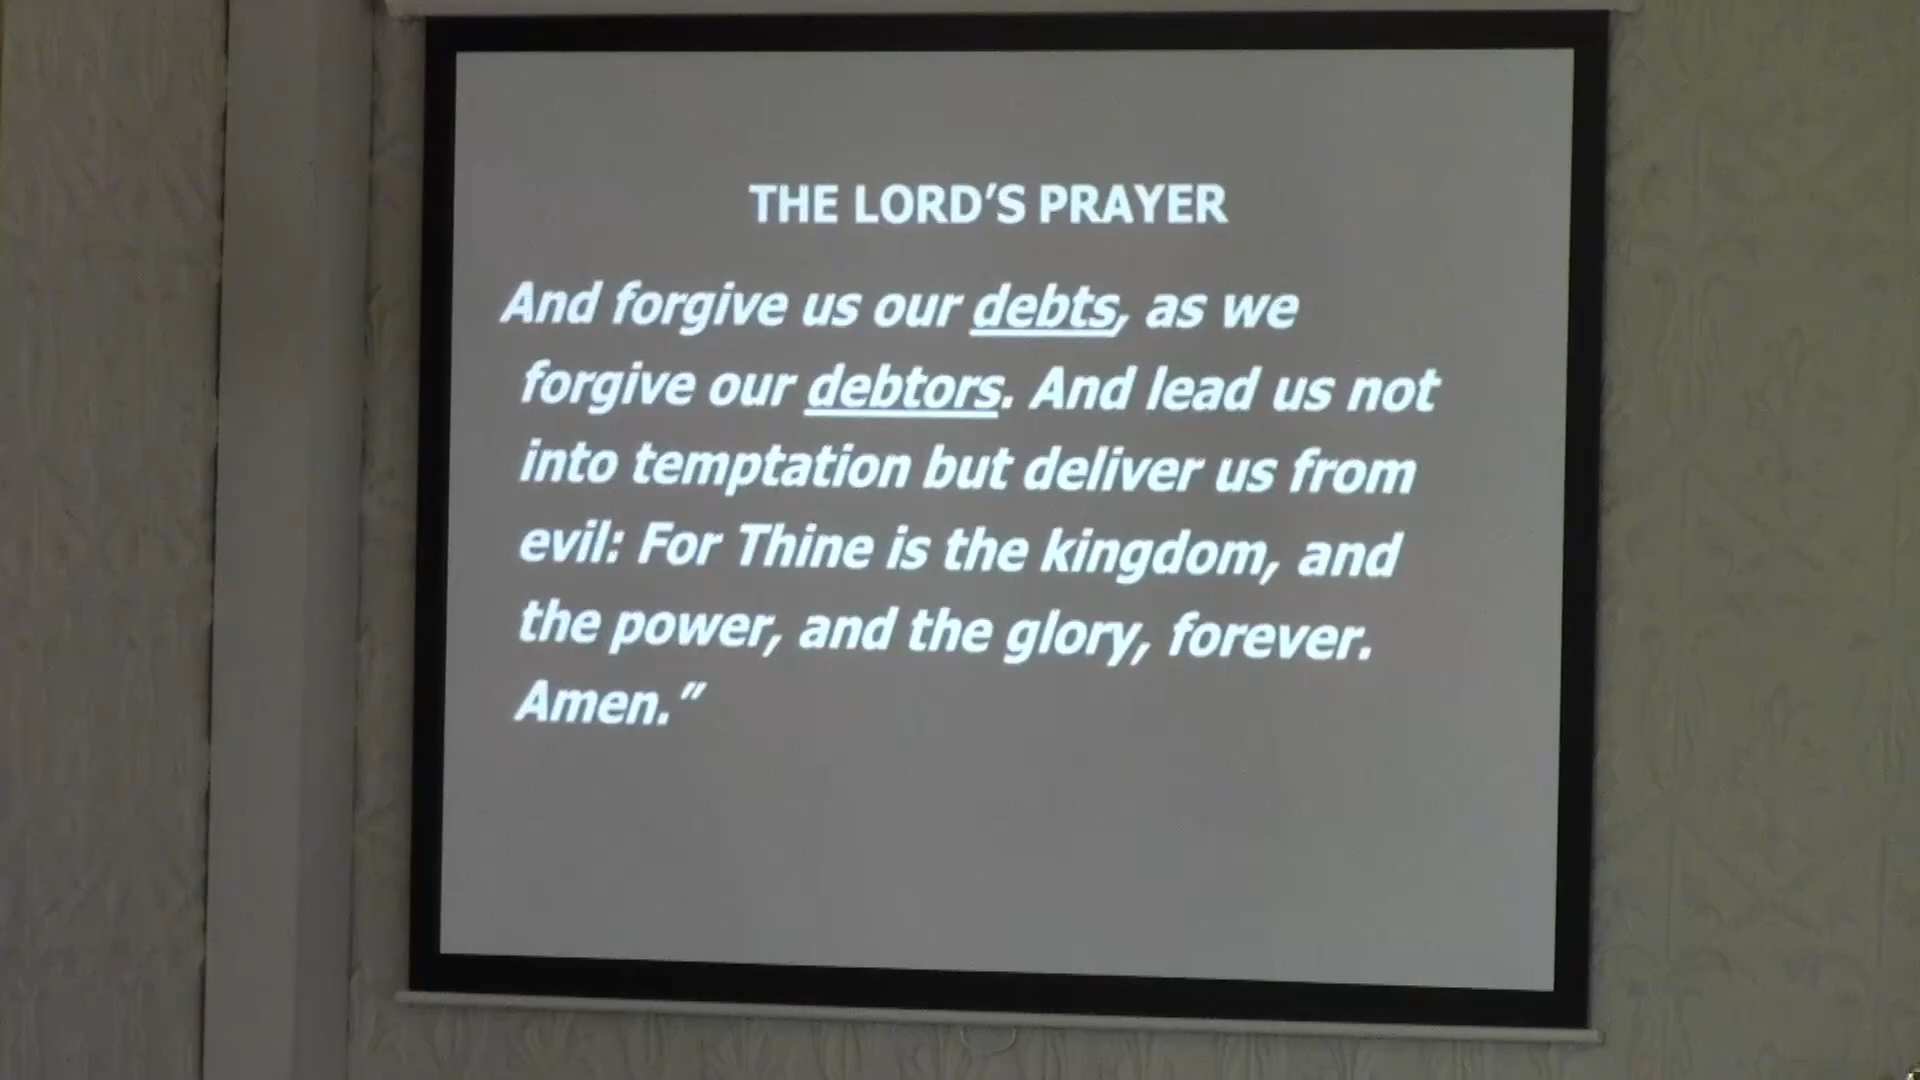 THE LORD'S PRAYER
And forgive us our debts, as we
forgive our debtors. And lead us not
into temptation but deliver us from
evil: For Thine is the kingdom, and
the power, and the glory, forever.
Amen.”